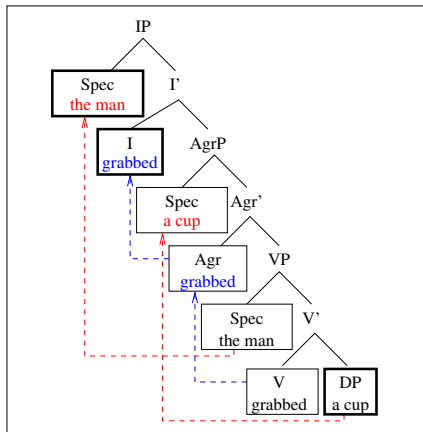 IP
Spec
the man
I'
I
grabbed
AgrP
Spec
a cup
Agr'
Agr
grabbed
VP
Spec
the man
V'
V
grabbed
DP
a cup